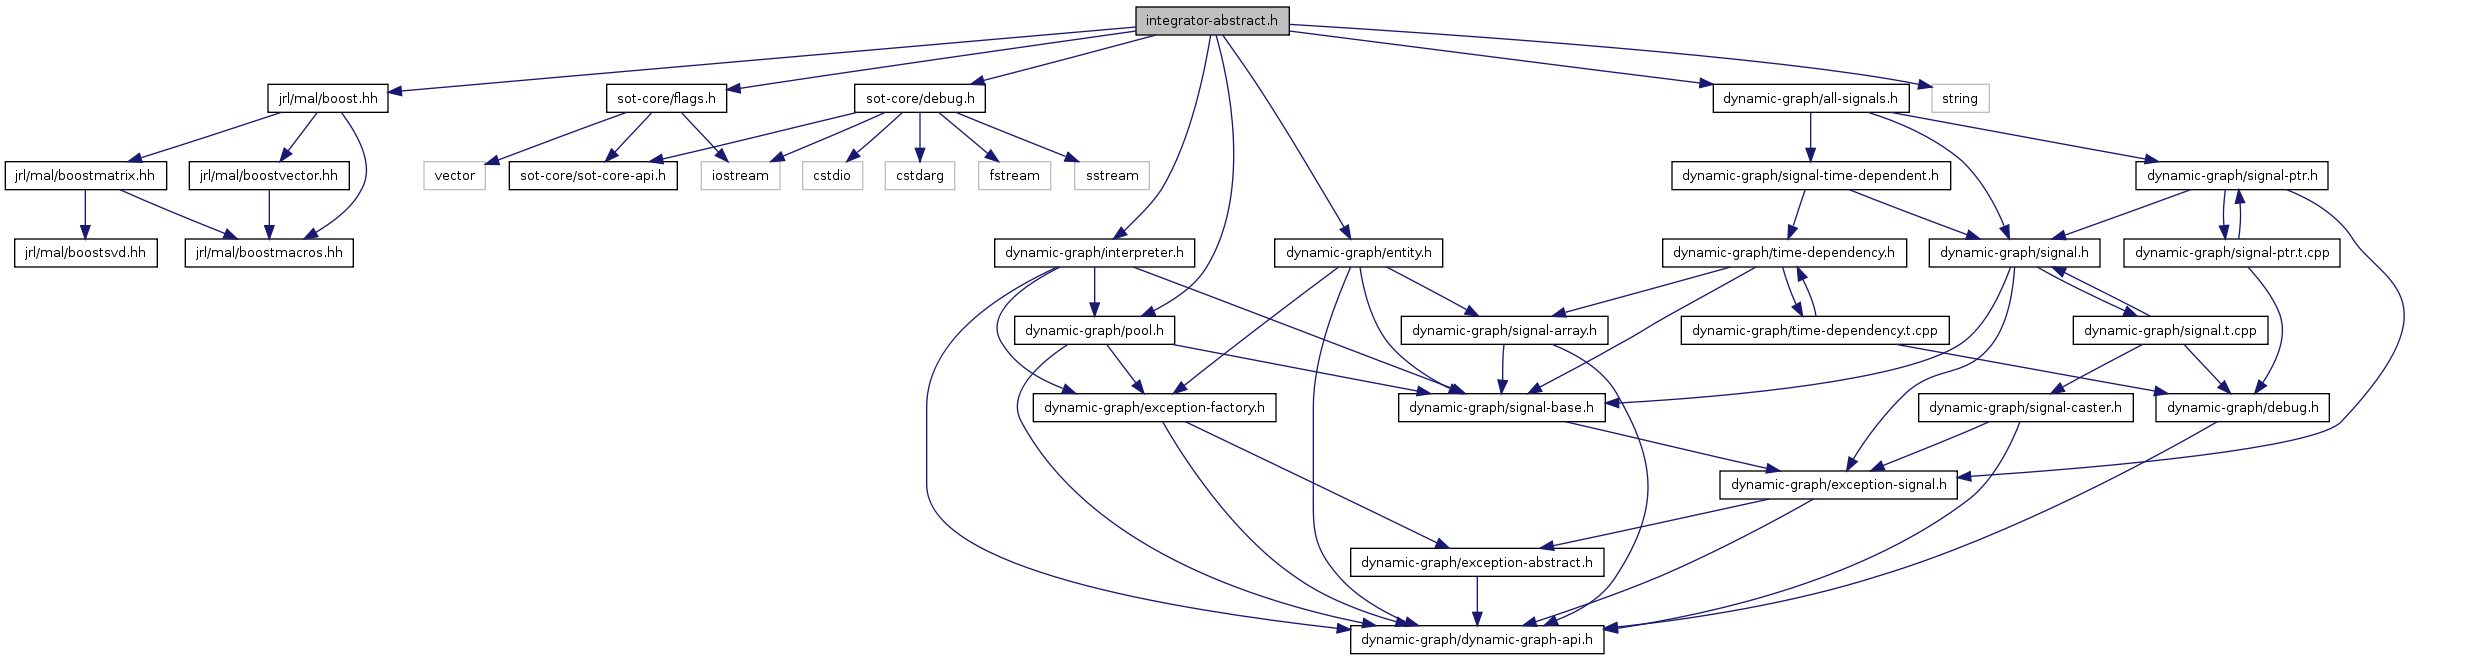 integrator-abstract.h
jrl/mal/boost.hh
sot-core/flags.h
sot-core/debug.h
dynamic-graph/all-signals.h
string
jrl/mal/boostmatrix.hh
jrl/mal/boostvector.hh
vector
sot-core/sot-core-api.h
iostream
cstdio
cstdarg
fstream
sstream
dynamic-graph/signal-time-dependent.h
dynamic-graph/signal-ptr.h
jrl/mal/boostsvd.hh
jrl/mal/boostmacros.hh
dynamic-graph/interpreter.h
dynamic-graph/entity.h
dynamic-graph/time-dependency.h
dynamic-graph/signal.h
dynamic-graph/signal-ptr.t.cpp
dynamic-graph/pool.h
dynamic-graph/signal-array.h
dynamic-graph/time-dependency.t.cpp
dynamic-graph/signal.t.cpp
dynamic-graph/exception-factory.h
dynamic-graph/signal-base.h
dynamic-graph/signal-caster.h
dynamic-graph/debug.h
dynamic-graph/exception-signal.h
dynamic-graph/exception-abstract.h
dynamic-graph/dynamic-graph-api.h